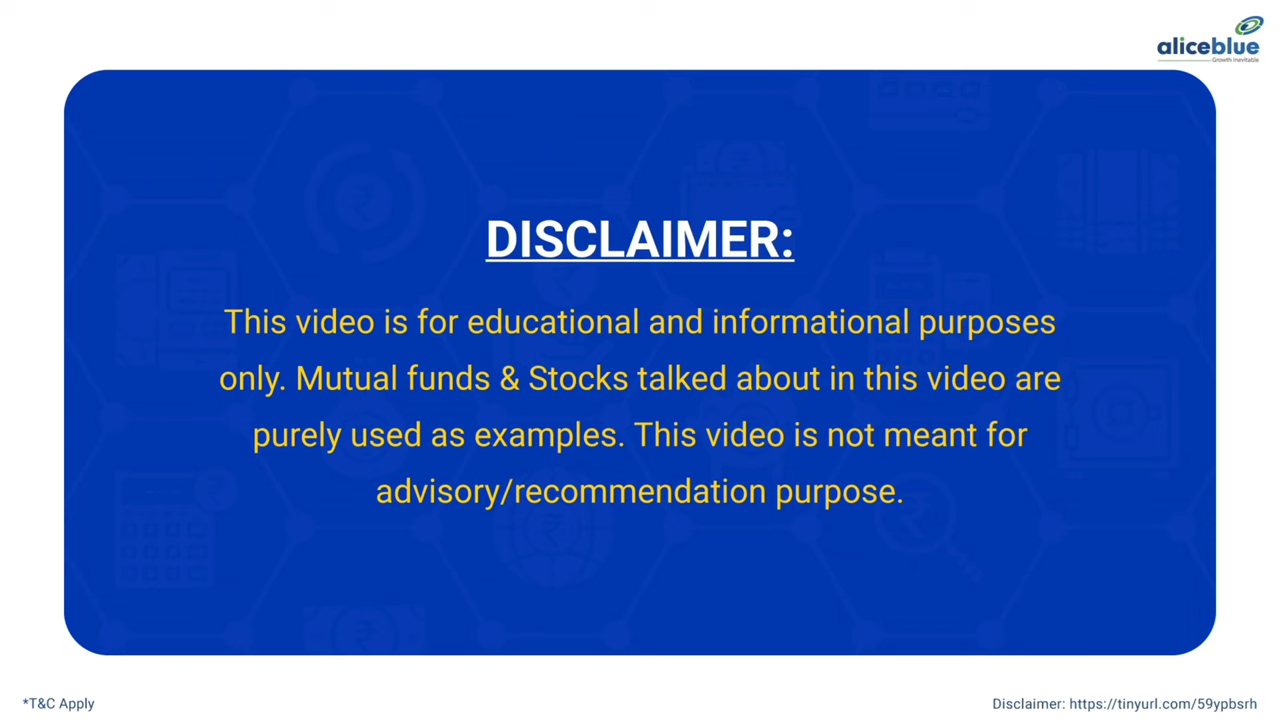 aliceblue
Growth inevitable
DISCLAIMER:
This video is for educational and informational purposes
only. Mutual funds & Stocks talked about in this video are
purely used as examples. This video is not meant for
advisory/recommendation purpose.
*T&C Apply
Disclaimer: https://tinyurl.com/59ypbsrh